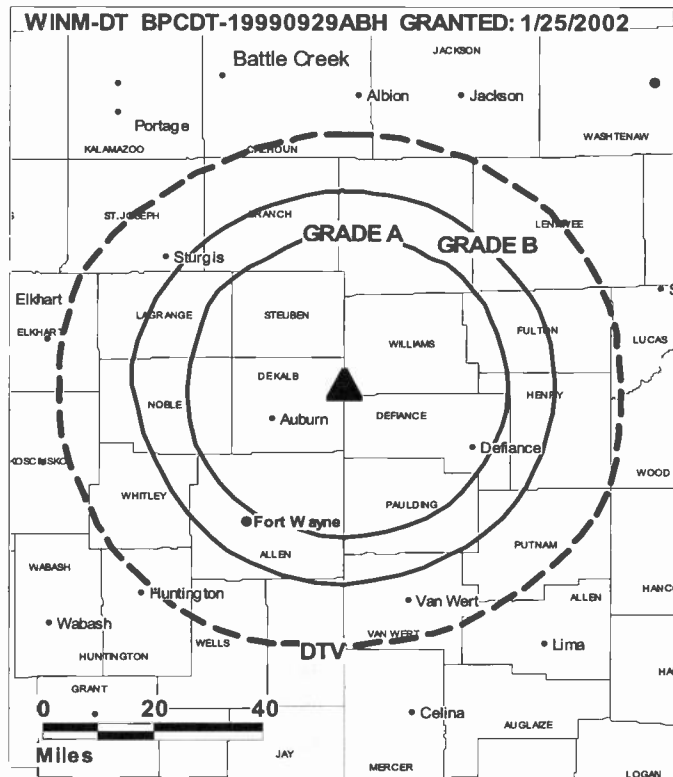 WINM-DT BPCDT-19990929ABH GRANTED: 1/25/2002
JACKSON
Battle Creek
Albion
Jackson
Portage
WASHTENAW
KALAMAZOO
CALHOUN
ST. JOSEPH
BRANCH
LENAWEE
GRADE A
GRADE B
Sturgis
Elkhart
S
LAGRANGE
STEUBEN
ELKHART
FULTON
LUCAS
WILLIAMS
DEKALB
HENRY
NOBLE
Auburn
DEFIANCE
Defiance
KOSCIUSKO
WOOD
WHITLEY
PAULDING
Fort Wayne
PUTNAM
ALLEN
WABASH
Huntington
HANCO
Van Wert
ALLEN
Wabash
WELLS
VAN WERT
DTV
Lima
HUNTINGTON
HA
GRANT
0 20 40
Celina
AUGLAIZE
Miles
JAY
MERCER
LOGAN